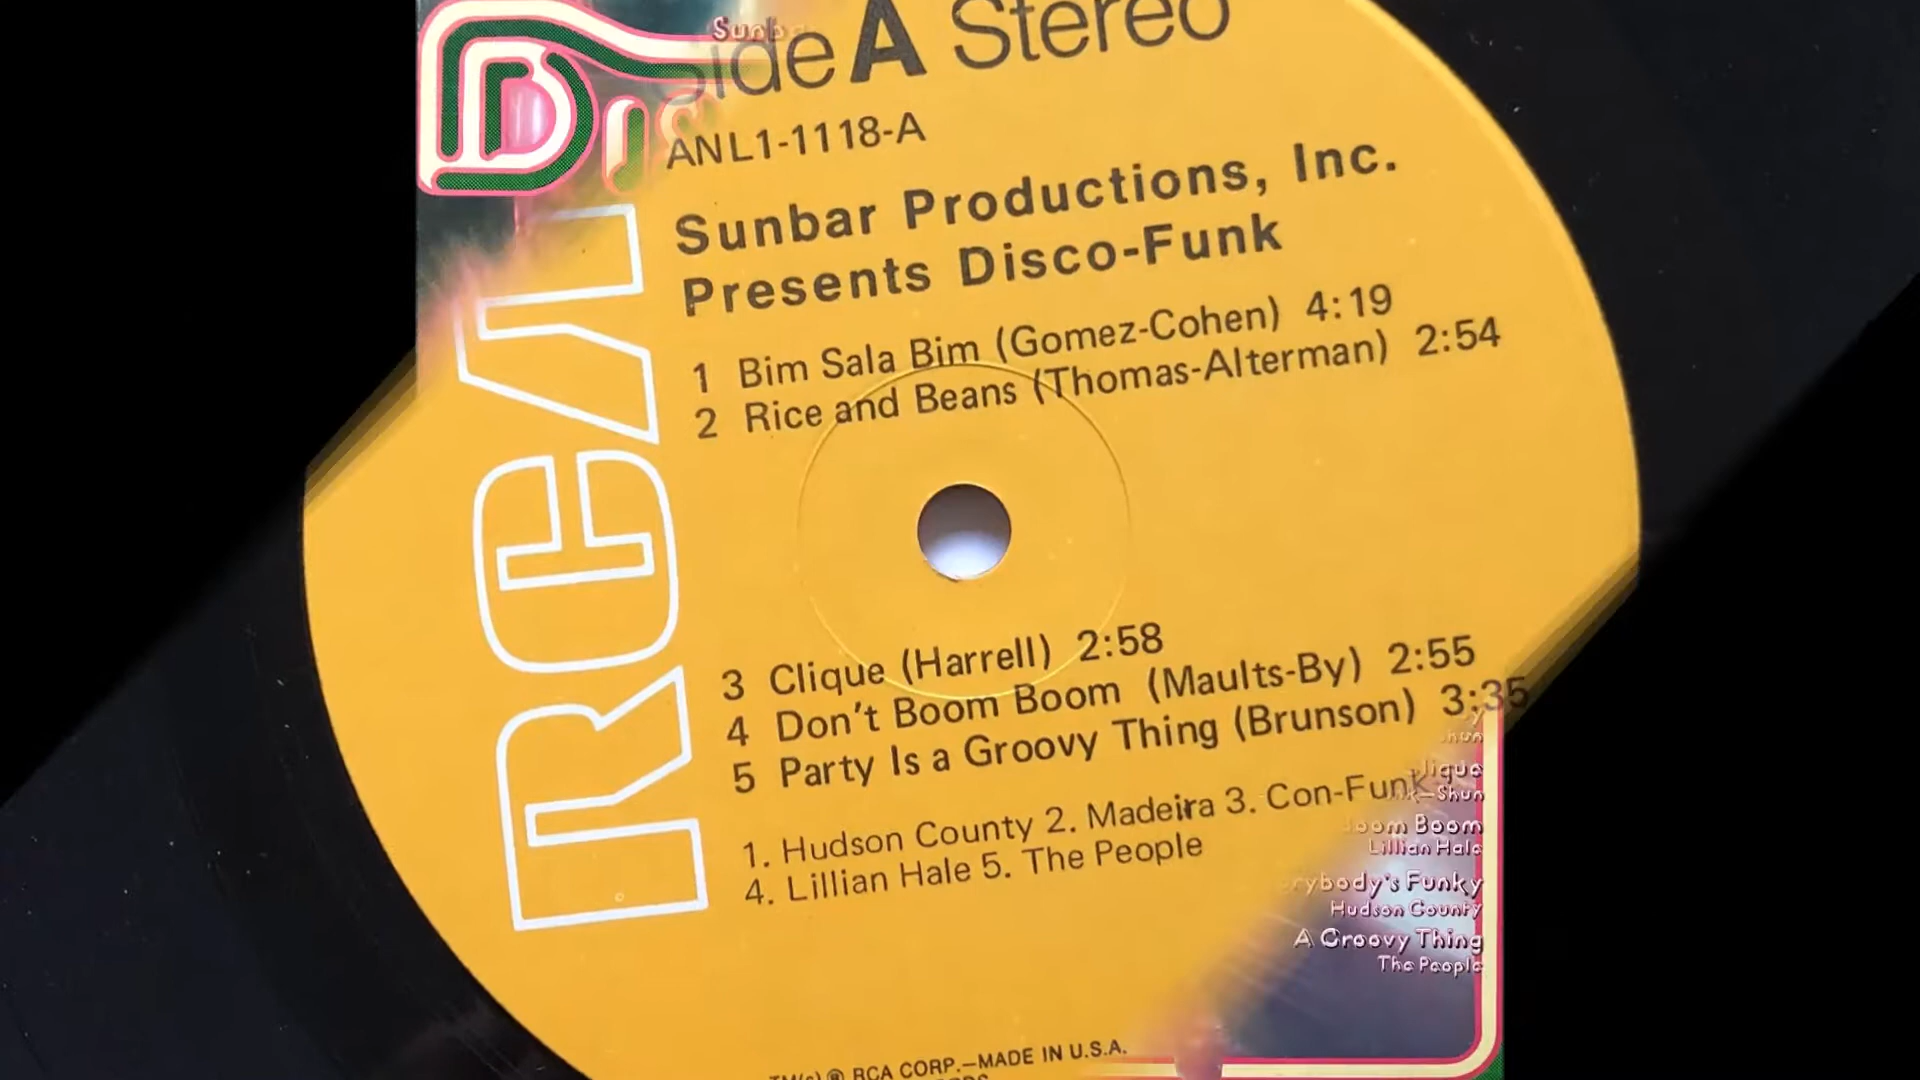 Side A Stereo
ANL1-1118-A
Sunbar Productions, Inc.
Presents Disco-Funk
1 Bim Sala Bim (Gomez-Cohen) 4:19
2 Rice and Beans (Thomas-Alterman) 2:54
RCA
3 Clique (Harrell) 2:58
4 Don't Boom Boom (Maults-By) 2:55
5 Party Is a Groovy Thing (Brunson) 3:35
1. Hudson County 2. Madeira 3. Con-Funk
4. Lillian Hale 5. The People
Boom Boom
Lillian Hale
Funky
Hudson County
A Groovy Thing
The People
RCA CORP.—MADE IN U.S.A.